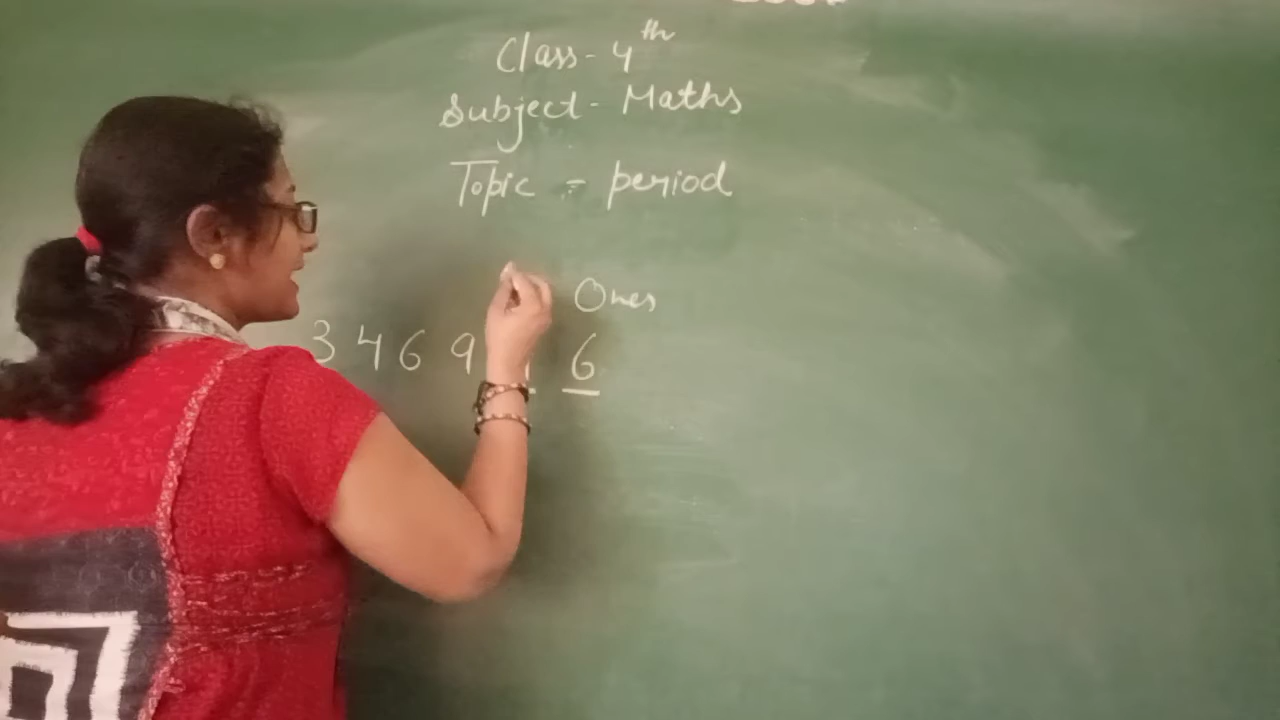 Class - 4th
Subject - Maths
Topic - period
Ones
3 4 6 9 6